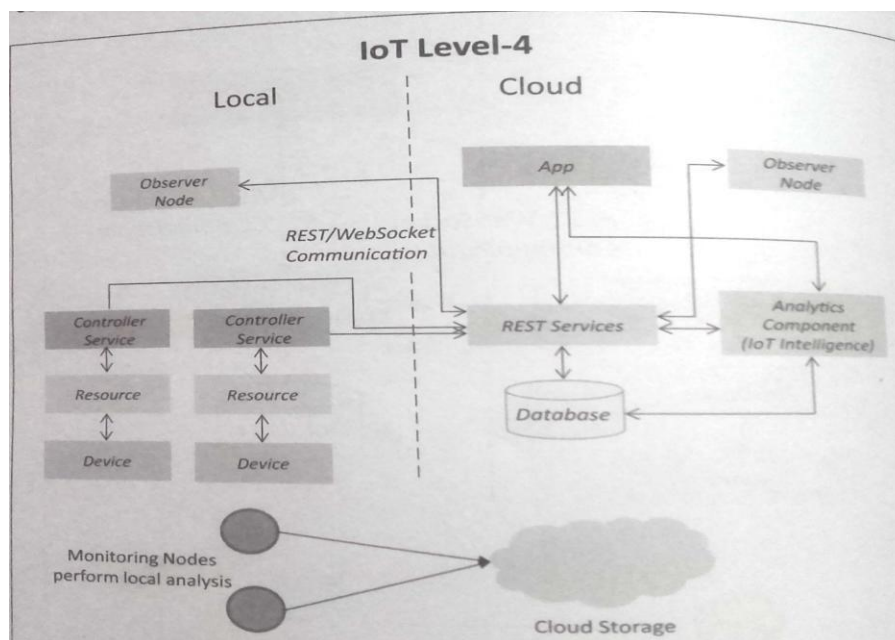 IoT Level-4
Local
Cloud
Observer
Node
App
Observer
Node
REST/WebSocket
Communication
Controller
Service
Controller
Service
REST Services
Analytics
Component
(IoT Intelligence)
Resource
Resource
Database
Device
Device
Monitoring Nodes
perform local analysis
Cloud Storage